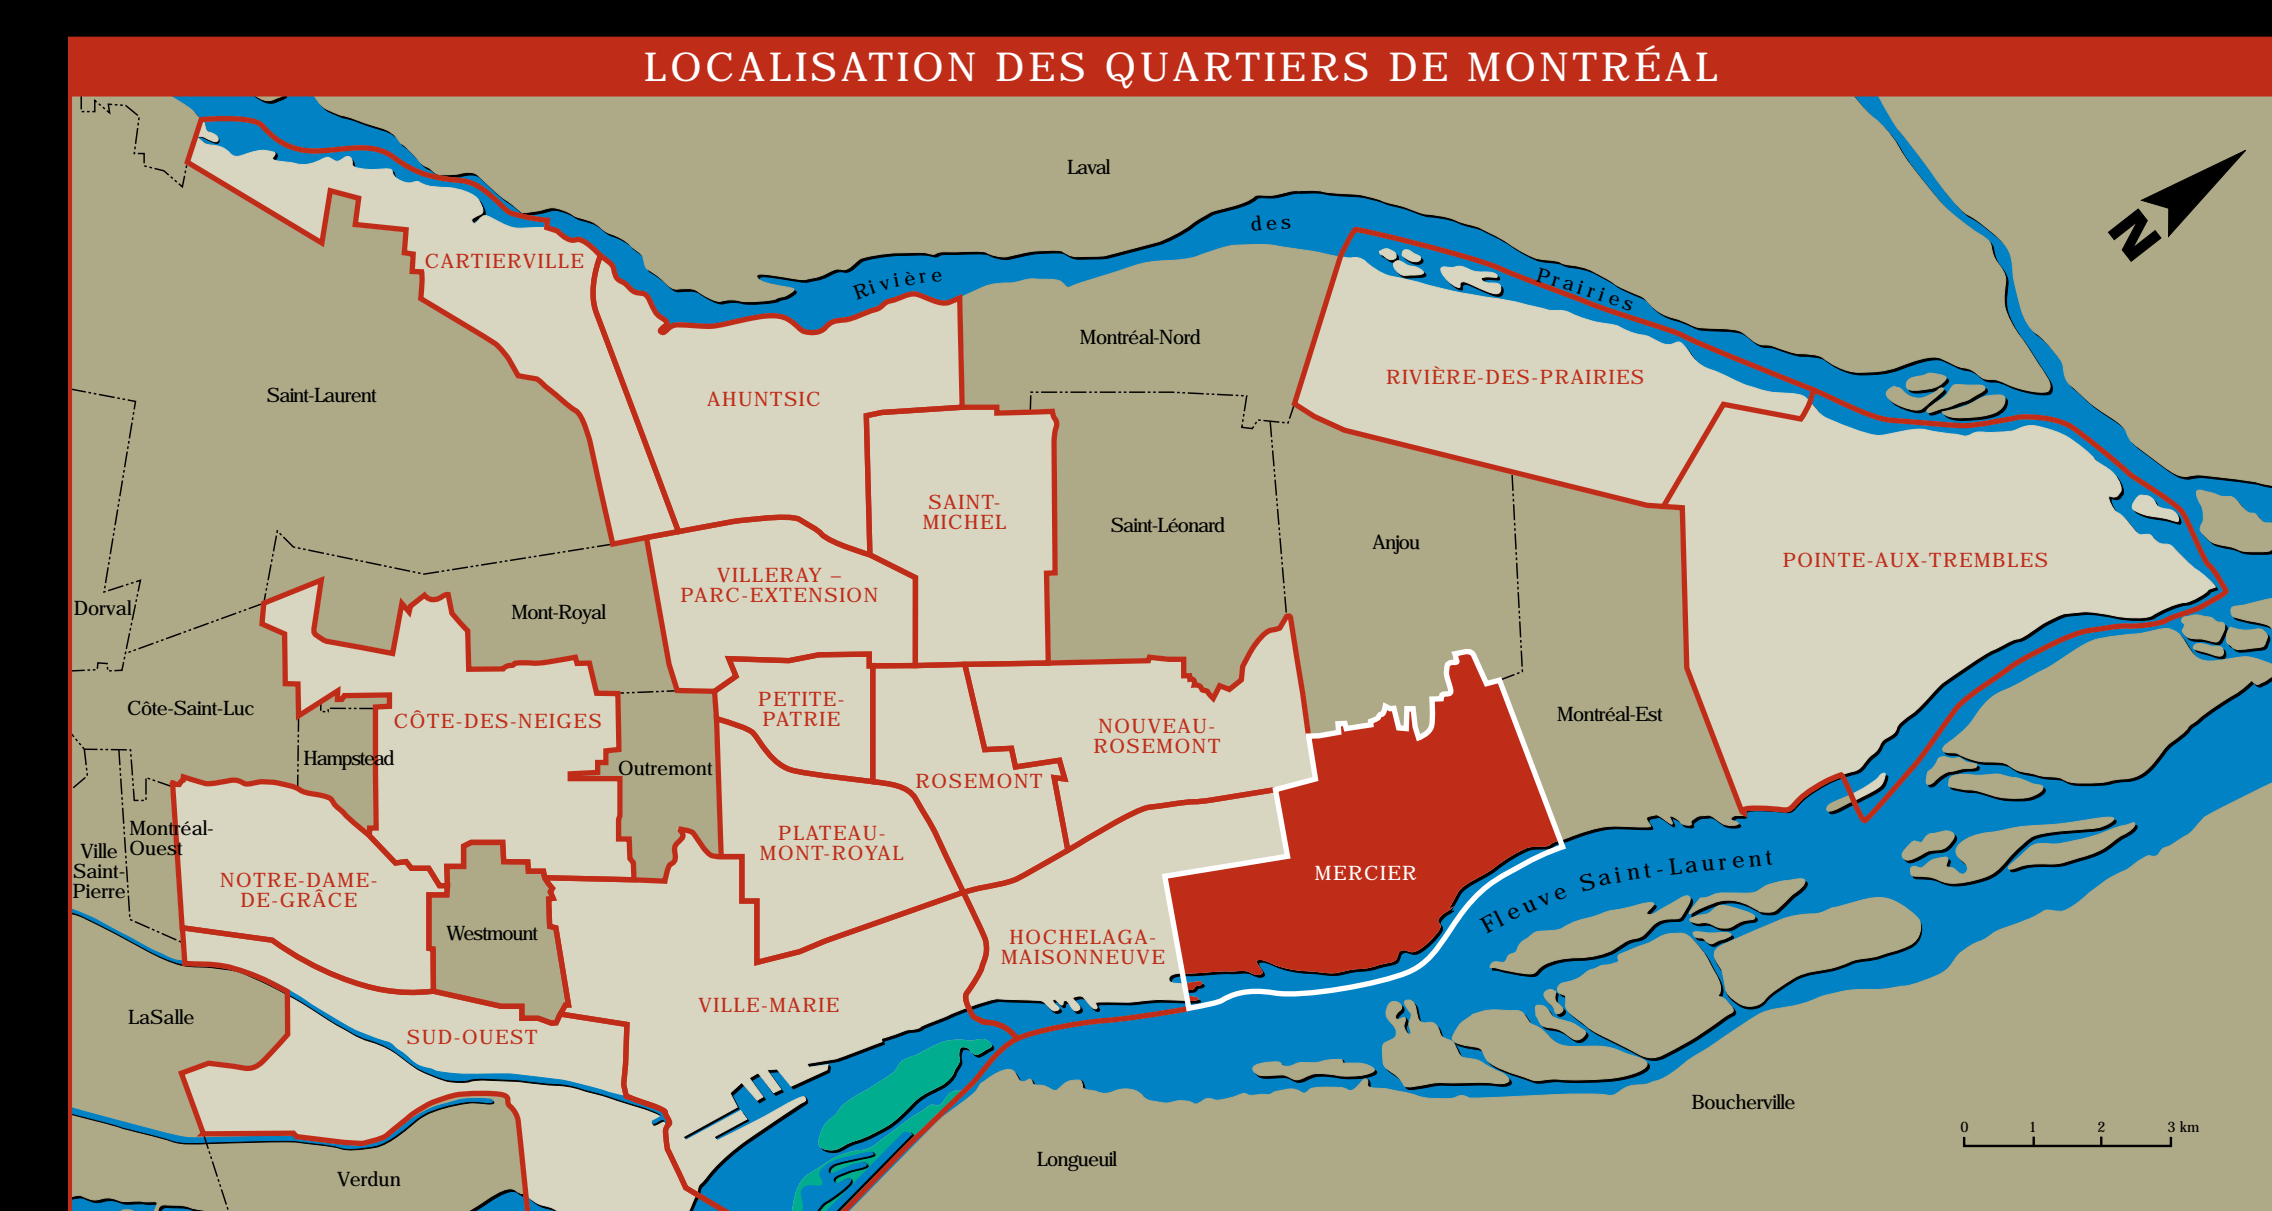 LOCALISATION DES QUARTIERS DE MONTRÉAL
Laval
des
Rivière
Prairies
N
CARTIERVILLE
Montréal-Nord
Saint-Laurent
AHUNTSIC
RIVIÈRE-DES-PRAIRIES
SAINT-
MICHEL
Saint-Léonard
Anjou
POINTE-AUX-TREMBLES
VILLERAY –
PARC-EXTENSION
Dorval
Mont-Royal
Côte-Saint-Luc
CÔTE-DES-NEIGES
PETITE-
PATRIE
NOUVEAU-
ROSEMONT
Montréal-Est
Hampstead
Outremont
ROSEMONT
Montréal-
Ouest
Ville
Saint-
Pierre
PLATEAU-
MONT-ROYAL
MERCIER
Fleuve Saint-Laurent
NOTRE-DAME-
DE-GRÂCE
Westmount
HOCHELAGA-
MAISONNEUVE
LaSalle
SUD-OUEST
VILLE-MARIE
Boucherville
Longueuil
Verdun
0 1 2 3 km